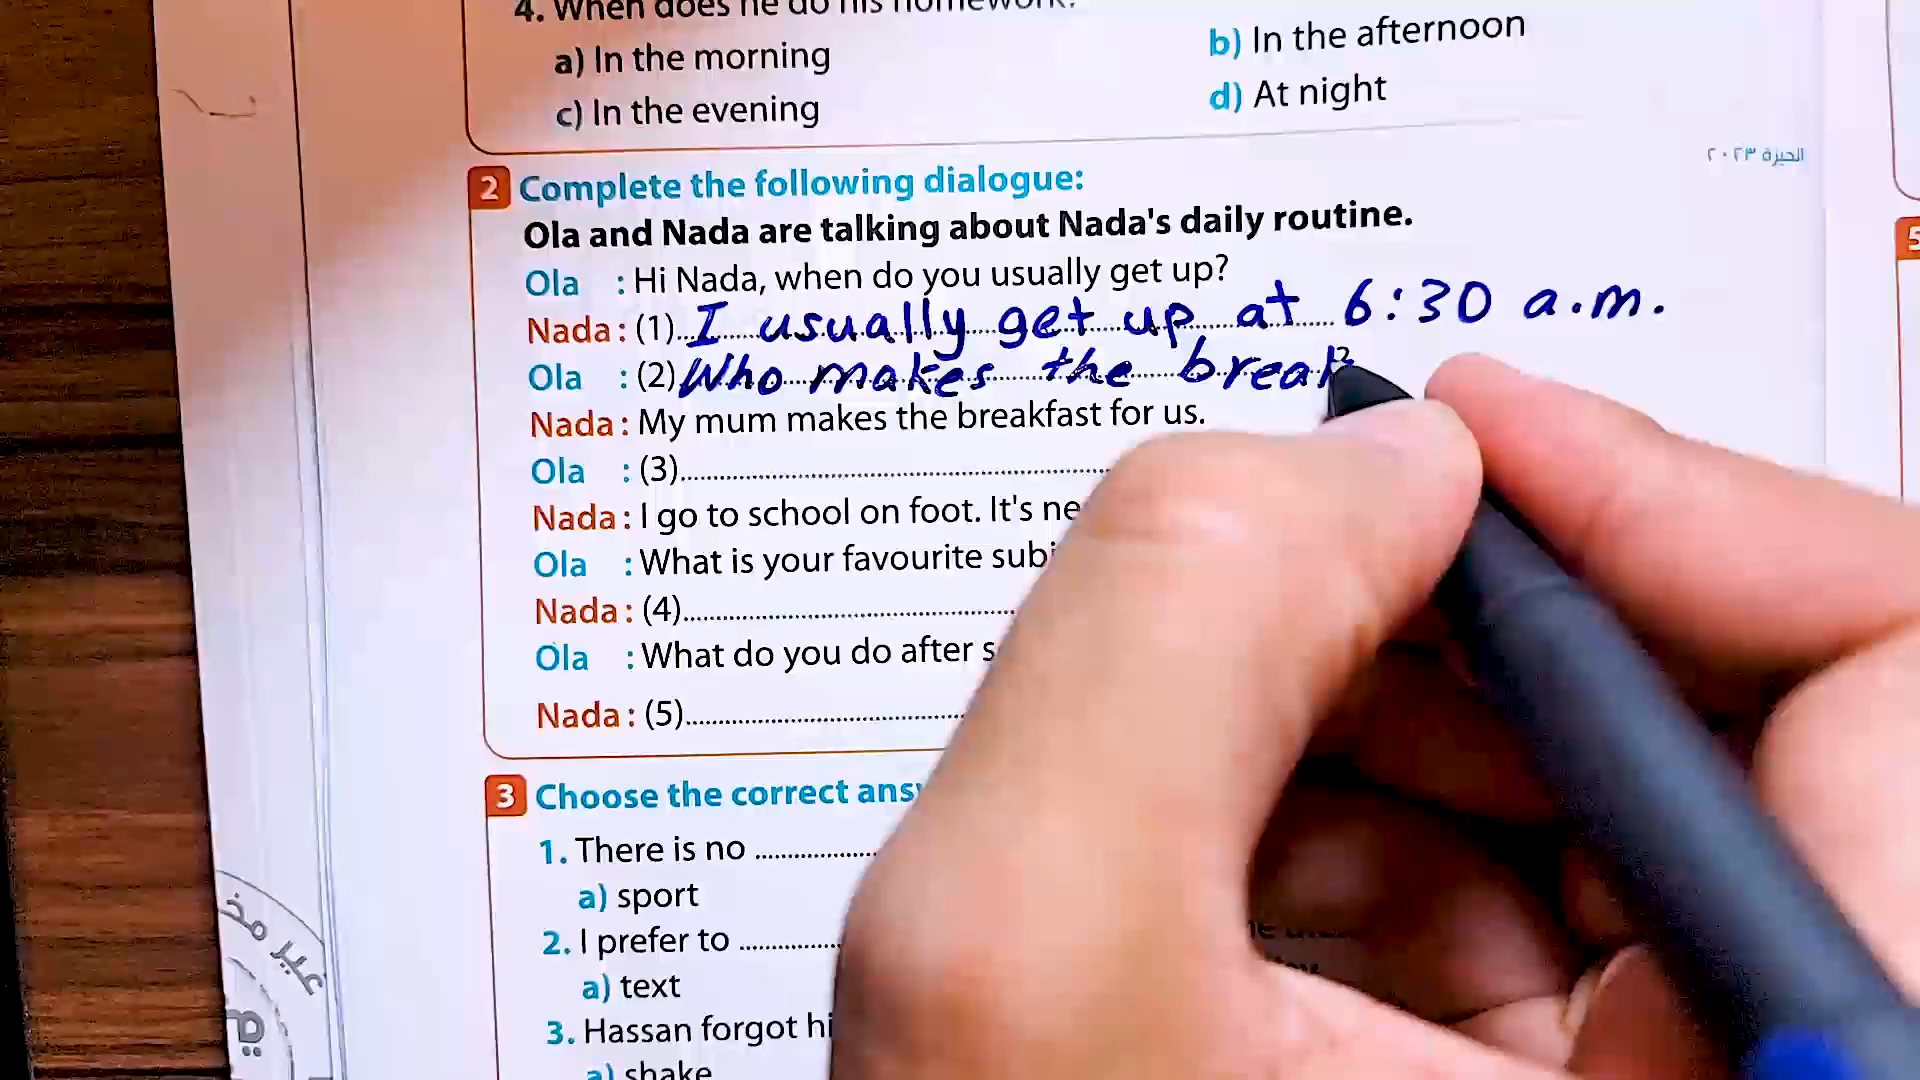 4. When does he do his homework?
a) In the morning
b) In the afternoon
c) In the evening
d) At night
الجيزة ٢٠٢٣
2 Complete the following dialogue:
Ola and Nada are talking about Nada's daily routine.
Ola : Hi Nada, when do you usually get up?
Nada : (1) I usually get up at 6:30 a.m.
Ola : (2) Who makes the break
?
Nada : My mum makes the breakfast for us.
Ola : (3)
Nada : I go to school on foot. It's ne
Ola : What is your favourite subj
Nada : (4)
Ola : What do you do after s
Nada : (5)
3 Choose the correct ans
1. There is no
a) sport
2. I prefer to
a) text
3. Hassan forgot hi
a) shake
5